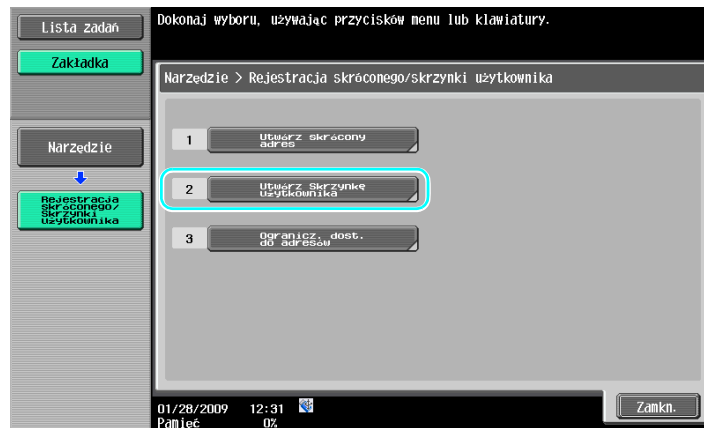 Lista zadań
Dokonaj wyboru, używając przycisków menu lub klawiatury.
Zakładka
Narzędzie > Rejestracja skróconego/skrzynki użytkownika
Narzędzie
Rejestracja
skróconego/
Skrzynki
użytkownika
1 Utwórz skrócony
adres
2 Utwórz Skrzynkę
Użytkownika
3 Ogranicz. dost.
do adresów
01/28/2009 12:31
Pamięć 0%
Zamkn.